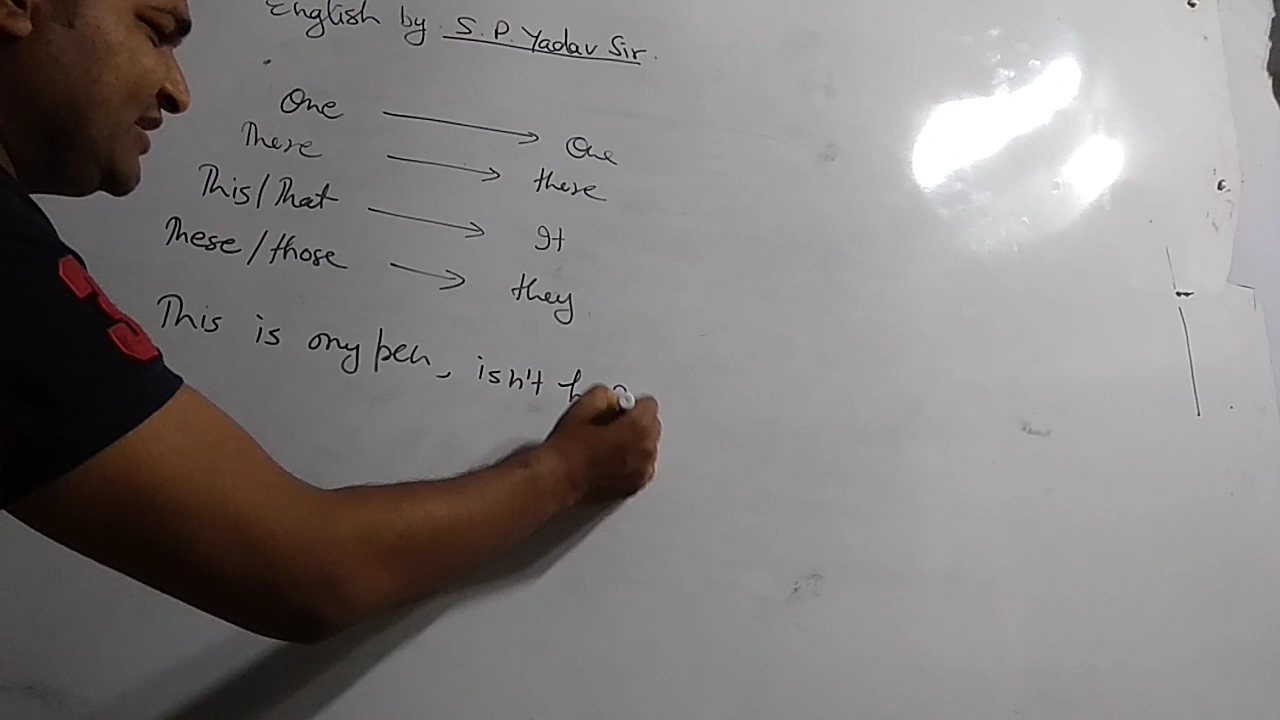 English by S. P. Yadav Sir.
One → One
There → there
This/That → It
These/those → they
This is my pen, isn't